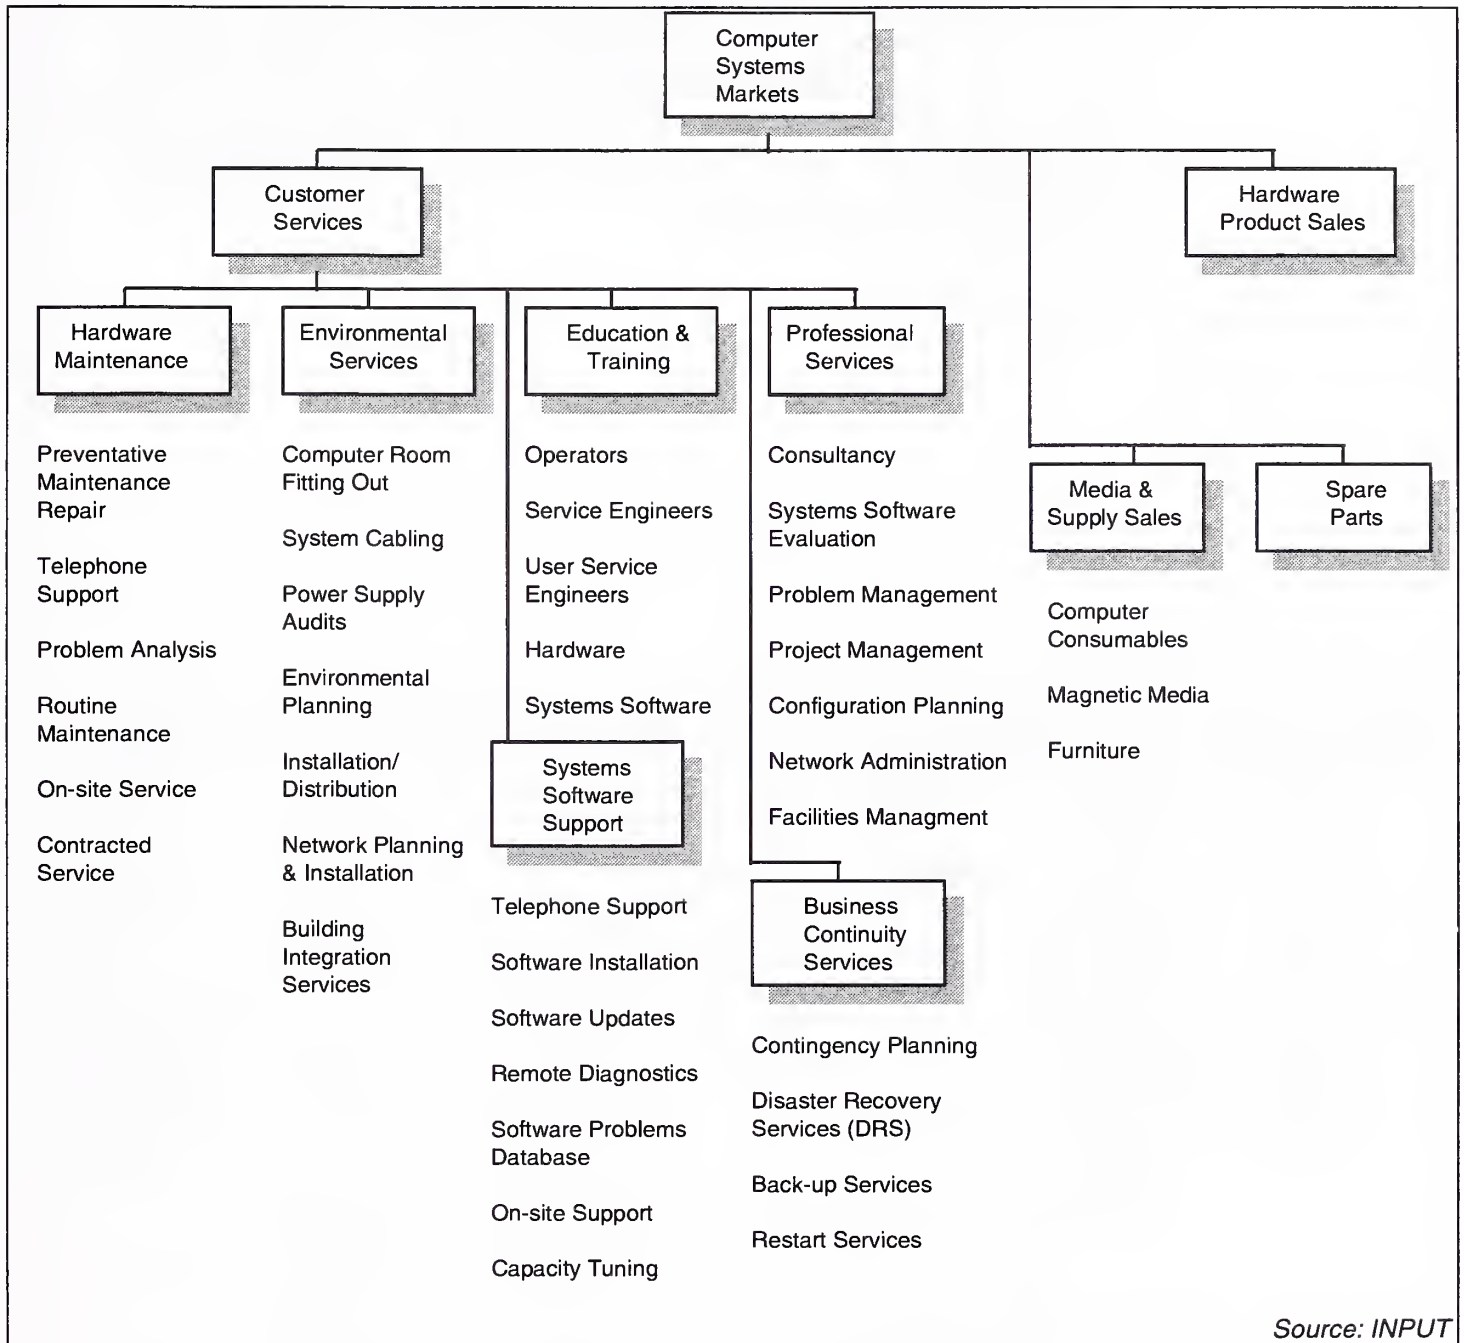 Computer
Systems
Markets
Customer
Services
Hardware
Product Sales
Hardware
Maintenance
Environmental
Services
Education &
Training
Professional
Services
Preventative
Maintenance
Repair
Telephone
Support
Problem Analysis
Routine
Maintenance
On-site Service
Contracted
Service
Computer Room
Fitting Out
System Cabling
Power Supply
Audits
Environmental
Planning
Installation/
Distribution
Network Planning
& Installation
Building
Integration
Services
Operators
Service Engineers
User Service
Engineers
Hardware
Systems Software
Systems
Software
Support
Telephone Support
Software Installation
Software Updates
Remote Diagnostics
Software Problems
Database
On-site Support
Capacity Tuning
Consultancy
Systems Software
Evaluation
Problem Management
Project Management
Configuration Planning
Network Administration
Facilities Managment
Business
Continuity
Services
Contingency Planning
Disaster Recovery
Services (DRS)
Back-up Services
Restart Services
Media &
Supply Sales
Computer
Consumables
Magnetic Media
Furniture
Spare
Parts
Source: INPUT